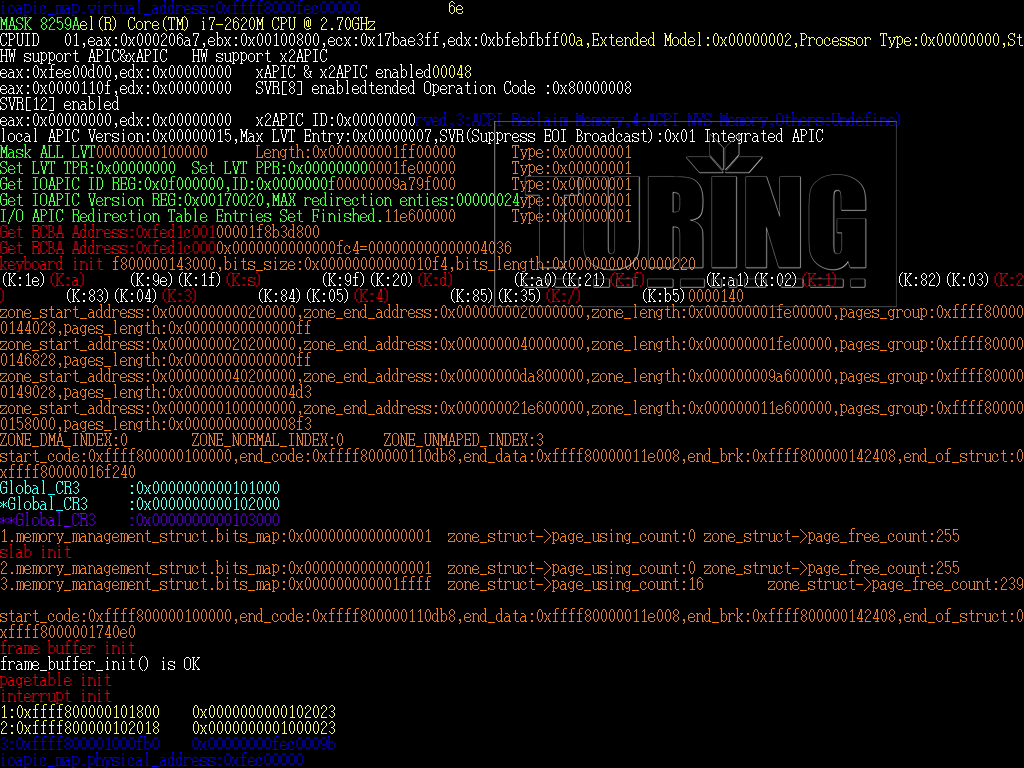 ioapic_map.virtual_address:0xffff8000fec00000 6e
MASK 8259Ael(R) Core(TM) i7-2620M CPU @ 2.70GHz
CPUID 01,eax:0x000206a7,ebx:0x00100800,ecx:0x17bae3ff,edx:0xbfebfbff00a,Extended Model:0x00000002,Processor Type:0x00000000,St
HW support APIC&xAPIC HW support x2APIC
eax:0xfee00d00,edx:0x00000000 xAPIC & x2APIC enabled00048
eax:0x0000110f,edx:0x00000000 SVR[8] enabledtended Operation Code :0x80000008
SVR[12] enabled
eax:0x00000000,edx:0x00000000 x2APIC ID:0x00000000rved,3:ACPI Reclaim Memory,4:ACPI NVS Memory,Others:Undefine)
local APIC Version:0x00000015,Max LVT Entry:0x00000007,SVR(Suppress EOI Broadcast):0x01 Integrated APIC
Mask ALL LVT00000000100000 Length:0x000000001ff00000 Type:0x00000001
Set LVT TPR:0x00000000 Set LVT PPR:0x000000000001fe00000 Type:0x00000001
Get IOAPIC ID REG:0x0f000000,ID:0x0000000f00000009a79f000 Type:0x00000001
Get IOAPIC Version REG:0x00170020,MAX redirection enties:00000024ype:0x00000001
I/O APIC Redirection Table Entries Set Finished.11e600000 Type:0x00000001
TURING
Get RCBA Address:0xfed1c00100001f8b3d800
Get RCBA Address:0xfed1c0000x0000000000000fc4=000000000000004036
keyboard init f800000143000,bits_size:0x00000000000010f4,bits_length:0x0000000000000220
(K:1e)(K:a) (K:9e)(K:1f)(K:s) (K:9f)(K:20)(K:d) (K:a0)(K:21)(K:f) (K:a1)(K:02)(K:1) (K:82)(K:03)(K:2
) (K:83)(K:04)(K:3) (K:84)(K:05)(K:4) (K:85)(K:35)(K:/) (K:b5)0000140
zone_start_address:0x0000000000200000,zone_end_address:0x0000000020000000,zone_length:0x000000001fe00000,pages_group:0xffff80000
0144028,pages_length:0x00000000000000ff
zone_start_address:0x0000000020200000,zone_end_address:0x0000000040000000,zone_length:0x000000001fe00000,pages_group:0xffff80000
0146828,pages_length:0x00000000000000ff
zone_start_address:0x0000000040200000,zone_end_address:0x00000000da800000,zone_length:0x000000009a600000,pages_group:0xffff80000
0149028,pages_length:0x00000000000004d3
zone_start_address:0x0000000100000000,zone_end_address:0x000000021e600000,zone_length:0x000000011e600000,pages_group:0xffff80000
0158000,pages_length:0x00000000000008f3
ZONE_DMA_INDEX:0 ZONE_NORMAL_INDEX:0 ZONE_UNMAPED_INDEX:3
start_code:0xffff800000100000,end_code:0xffff800000110db8,end_data:0xffff80000011e008,end_brk:0xffff800000142408,end_of_struct:0
xffff80000016f240
Global_CR3 :0x0000000000101000
*Global_CR3 :0x0000000000102000
**Global_CR3 :0x0000000000103000
1.memory_management_struct.bits_map:0x0000000000000001 zone_struct->page_using_count:0 zone_struct->page_free_count:255
slab init
2.memory_management_struct.bits_map:0x0000000000000001 zone_struct->page_using_count:0 zone_struct->page_free_count:255
3.memory_management_struct.bits_map:0x000000000001ffff zone_struct->page_using_count:16 zone_struct->page_free_count:239
start_code:0xffff800000100000,end_code:0xffff800000110db8,end_data:0xffff80000011e008,end_brk:0xffff800000142408,end_of_struct:0
xffff8000001740e0
frame buffer init
frame_buffer_init() is OK
pagetable init
interrupt init
1:0xffff800000101800 0x0000000000102023
2:0xffff800000102018 0x0000000001000023
3:0xffff800001000fb0 0x00000000fec0009b
ioapic_map.physical_address:0xfec00000